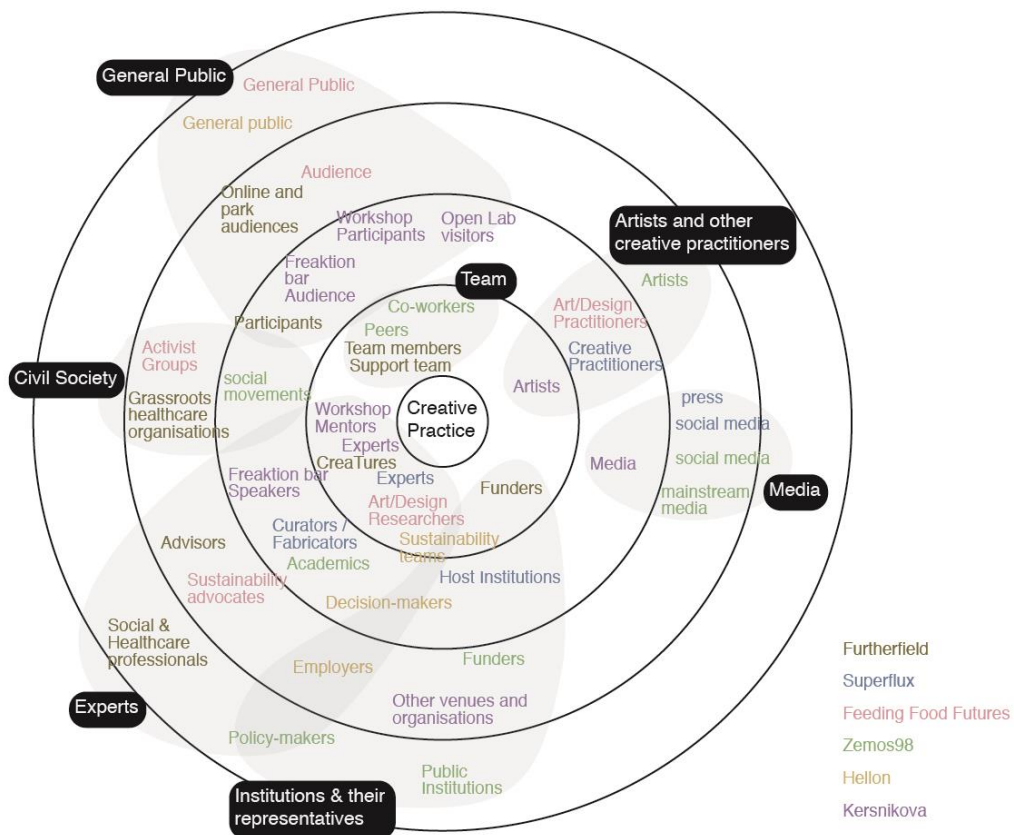 General Public
General Public
General public
Audience
Online and
park
audiences
Workshop
Participants
Open Lab
visitors
Artists and other
creative practitioners
Freaktion
bar
Audience
Team
Artists
Co-workers
Art/Design
Practitioners
Participants
Peers
Team members
Support team
Activist
Groups
Creative
Practitioners
Civil Society
social
movements
Artists
Grassroots
healthcare
organisations
Workshop
Mentors
Creative
Practice
press
social media
Experts
CreaTures
Media
social media
Freaktion bar
Speakers
Experts
Funders
mainstream
media
Media
Art/Design
Researchers
Curators /
Fabricators
Advisors
Sustainability
teams
Academics
Host Institutions
Sustainability
advocates
Decision-makers
Social &
Healthcare
professionals
Employers
Funders
Furtherfield
Superflux
Experts
Other venues and
organisations
Feeding Food Futures
Policy-makers
Zemos98
Public
Institutions
Hellon
Institutions & their
representatives
Kersnikova